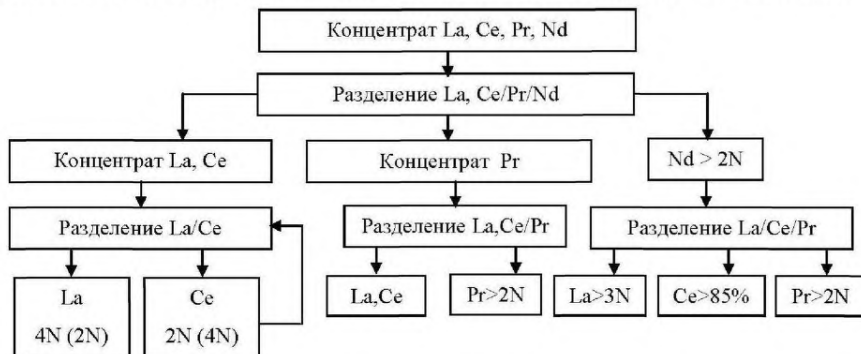 Концентрат La, Ce, Pr, Nd
Разделение La, Ce/Pr/Nd
Концентрат La, Ce
Концентрат Pr
Nd > 2N
Разделение La/Ce
Разделение La,Ce/Pr
Разделение La/Ce/Pr
La
4N (2N)
Ce
2N (4N)
La,Ce
Pr>2N
La>3N
Ce>85%
Pr>2N